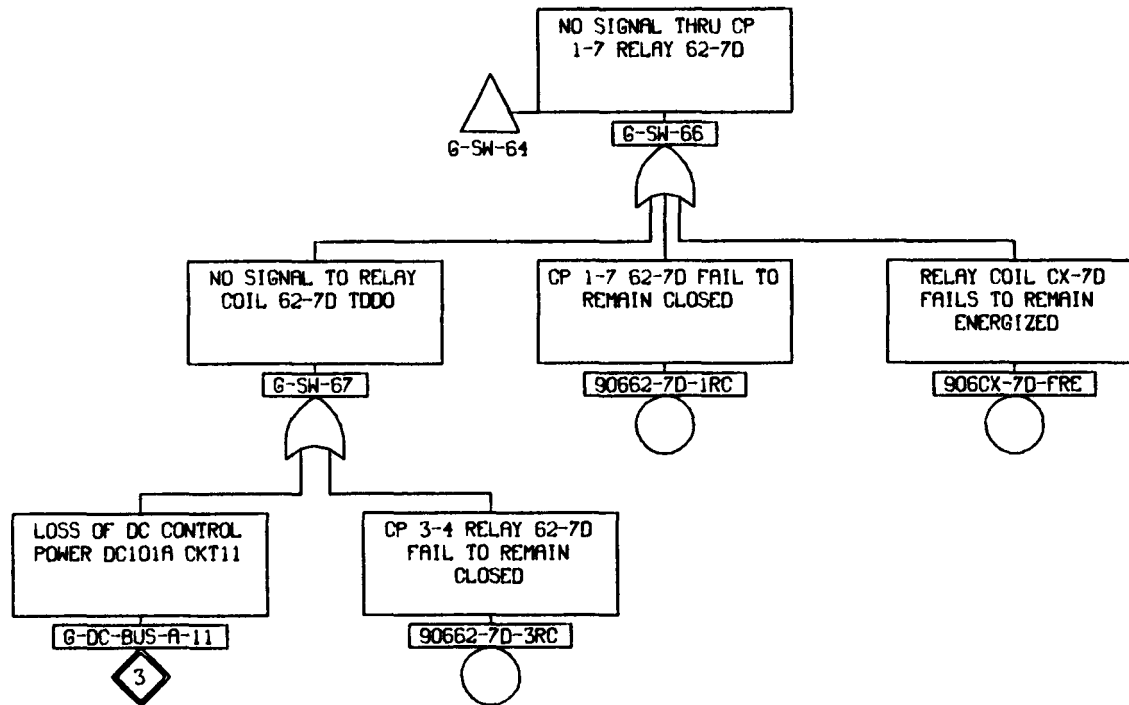 NO SIGNAL THRU CP
1-7 RELAY 62-7D
G-SW-64
G-SW-66
NO SIGNAL TO RELAY
COIL 62-7D TDDO
G-SW-67
CP 1-7 62-7D FAIL TO
REMAIN CLOSED
90662-7D-1RC
RELAY COIL CX-7D
FAILS TO REMAIN
ENERGIZED
906CX-7D-FRE
LOSS OF DC CONTROL
POWER DC101A CKT11
G-DC-BUS-A-11
3
CP 3-4 RELAY 62-7D
FAIL TO REMAIN
CLOSED
90662-7D-3RC